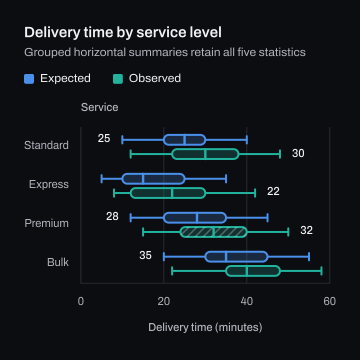 Delivery time by service level
Grouped horizontal summaries retain all five statistics
Expected Observed
Service
Standard 25 30
Express 22
Premium 28 32
Bulk 35
0 20 40 60
Delivery time (minutes)